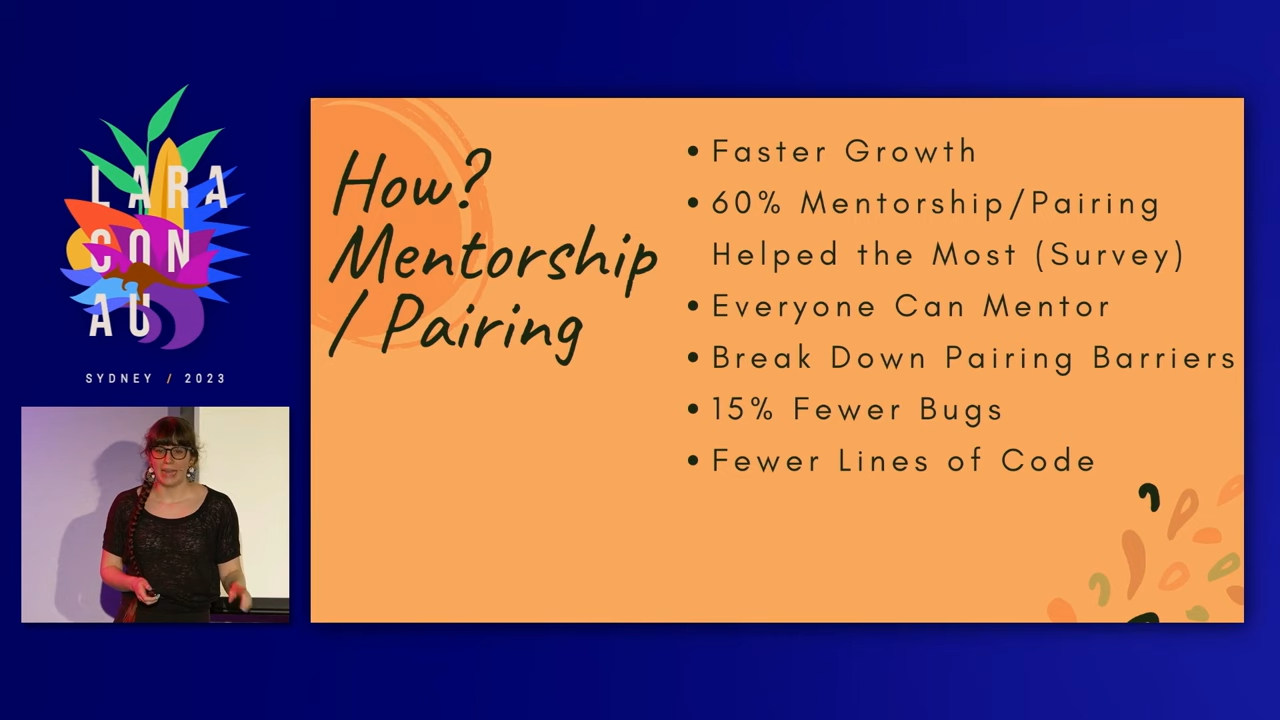 LARA
CON
AU
SYDNEY / 2023
How?
Mentorship
/ Pairing
• Faster Growth
• 60% Mentorship/Pairing
Helped the Most (Survey)
• Everyone Can Mentor
• Break Down Pairing Barriers
• 15% Fewer Bugs
• Fewer Lines of Code